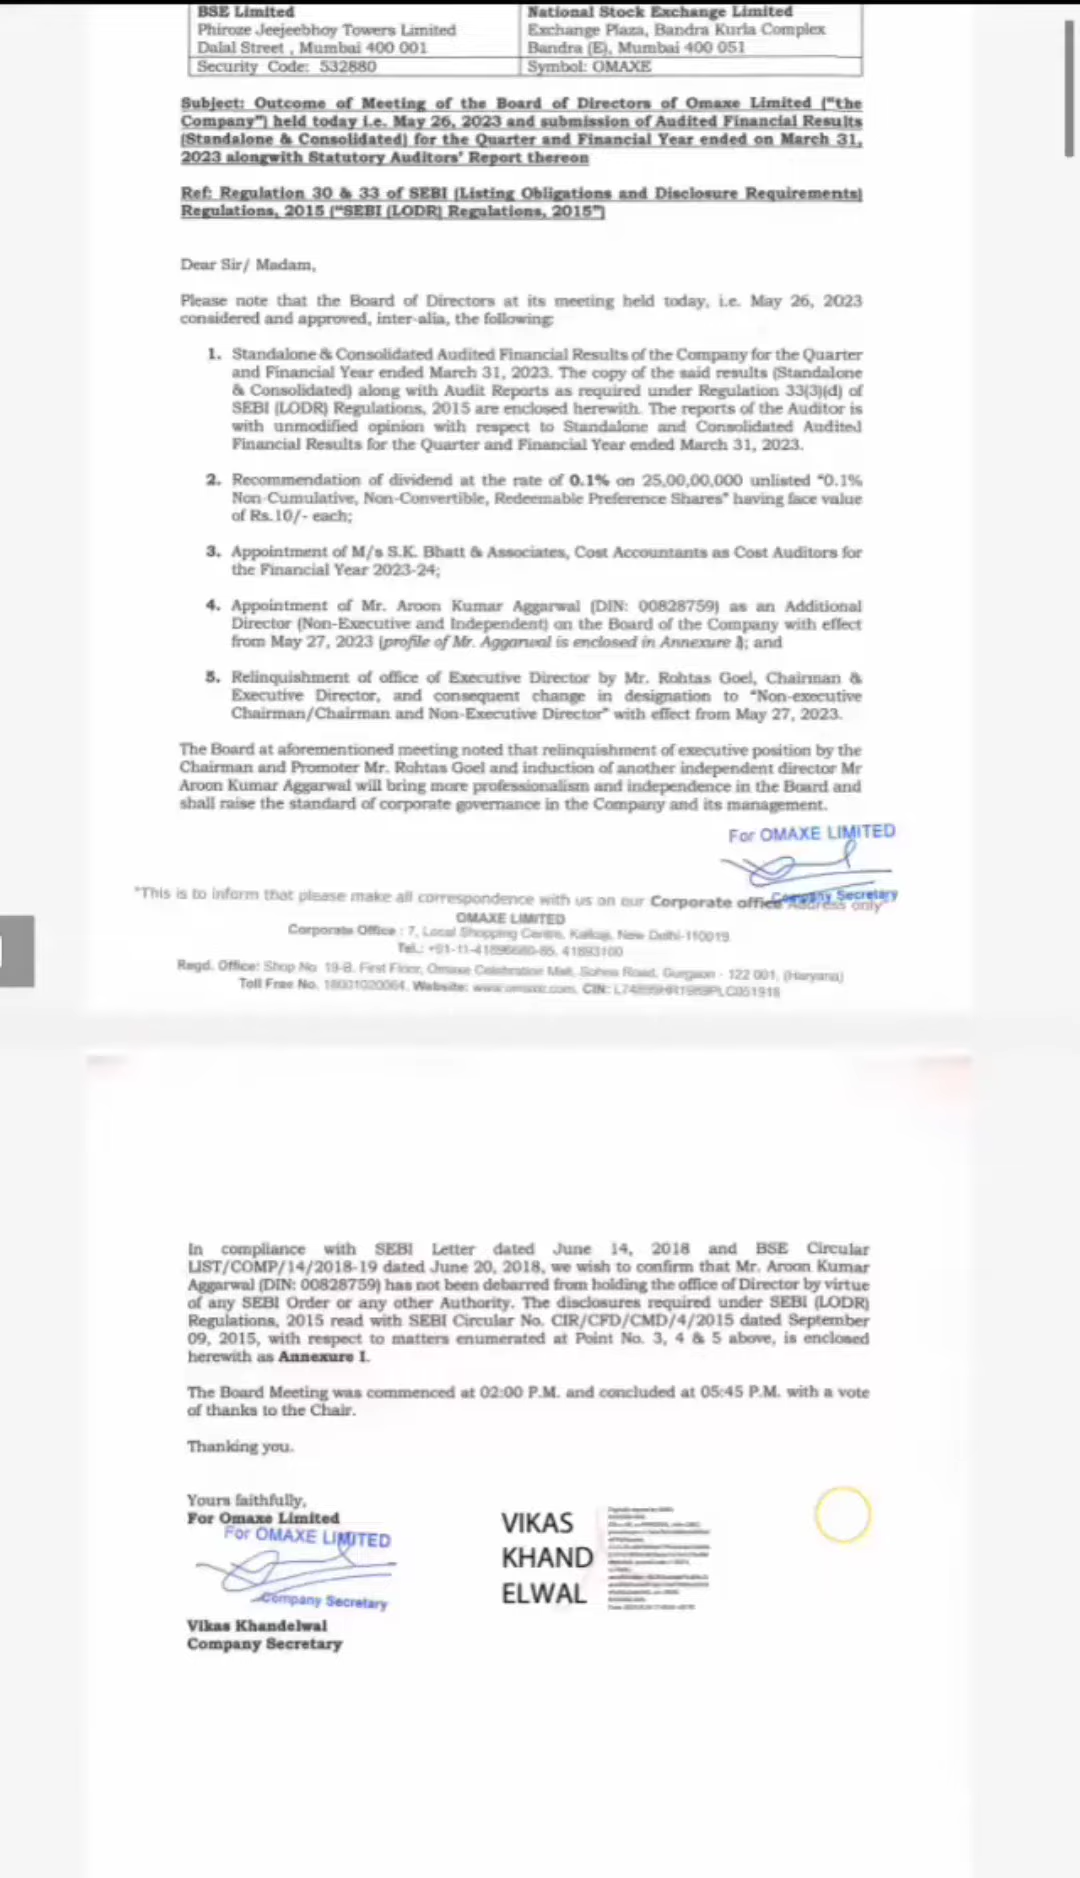 BSE Limited
Phiroze Jeejeebhoy Towers Limited
Dalal Street , Mumbai 400 001
Security Code: 532880
National Stock Exchange Limited
Exchange Plaza, Bandra Kurla Complex
Bandra (E), Mumbai 400 051
Symbol: OMAXE
Subject: Outcome of Meeting of the Board of Directors of Omaxe Limited ("the
Company") held today i.e. May 26, 2023 and submission of Audited Financial Results
(Standalone & Consolidated) for the Quarter and Financial Year ended on March 31,
2023 alongwith Statutory Auditors' Report thereon
Ref: Regulation 30 & 33 of SEBI (Listing Obligations and Disclosure Requirements)
Regulations, 2015 ("SEBI (LODR) Regulations, 2015")
Dear Sir/ Madam,
Please note that the Board of Directors at its meeting held today, i.e. May 26, 2023
considered and approved, inter-alia, the following:
1. Standalone & Consolidated Audited Financial Results of the Company for the Quarter
and Financial Year ended March 31, 2023. The copy of the said results (Standalone
& Consolidated) along with Audit Reports as required under Regulation 33(3)(d) of
SEBI (LODR) Regulations, 2015 are enclosed herewith. The reports of the Auditor is
with unmodified opinion with respect to Standalone and Consolidated Audited
Financial Results for the Quarter and Financial Year ended March 31, 2023.
2. Recommendation of dividend at the rate of 0.1% on 25,00,00,000 unlisted "0.1%
Non-Cumulative, Non-Convertible, Redeemable Preference Shares" having face value
of Rs.10/- each;
3. Appointment of M/s S.K. Bhatt & Associates, Cost Accountants as Cost Auditors for
the Financial Year 2023-24;
4. Appointment of Mr. Aroon Kumar Aggarwal (DIN: 00828759) as an Additional
Director (Non-Executive and Independent) on the Board of the Company with effect
from May 27, 2023 (profile of Mr. Aggarwal is enclosed in Annexure I); and
5. Relinquishment of office of Executive Director by Mr. Rohtas Goel, Chairman &
Executive Director, and consequent change in designation to "Non-executive
Chairman/Chairman and Non-Executive Director" with effect from May 27, 2023.
The Board at aforementioned meeting noted that relinquishment of executive position by the
Chairman and Promoter Mr. Rohtas Goel and induction of another independent director Mr
Aroon Kumar Aggarwal will bring more professionalism and independence in the Board and
shall raise the standard of corporate governance in the Company and its management.
For OMAXE LIMITED
Company Secretary
"This is to inform that please make all correspondence with us on our Corporate office Address only"
OMAXE LIMITED
Corporate Office : 7, Local Shopping Centre, Kalkaji, New Delhi-110019
Tel.: +91-11-41896680-85, 41893100
Regd. Office: Shop No. 19-B, First Floor, Omaxe Celebration Mall, Sohna Road, Gurgaon - 122 001, (Haryana)
Toll Free No. 18001020064, Website: www.omaxe.com, CIN: L74899HR1989PLC051918
In compliance with SEBI Letter dated June 14, 2018 and BSE Circular
LIST/COMP/14/2018-19 dated June 20, 2018, we wish to confirm that Mr. Aroon Kumar
Aggarwal (DIN: 00828759) has not been debarred from holding the office of Director by virtue
of any SEBI Order or any other Authority. The disclosures required under SEBI (LODR)
Regulations, 2015 read with SEBI Circular No. CIR/CFD/CMD/4/2015 dated September
09, 2015, with respect to matters enumerated at Point No. 3, 4 & 5 above, is enclosed
herewith as Annexure I.
The Board Meeting was commenced at 02:00 P.M. and concluded at 05:45 P.M. with a vote
of thanks to the Chair.
Thanking you.
Yours faithfully,
For Omaxe Limited
For OMAXE LIMITED
Company Secretary
Vikas Khandelwal
Company Secretary
VIKAS
KHAND
ELWAL